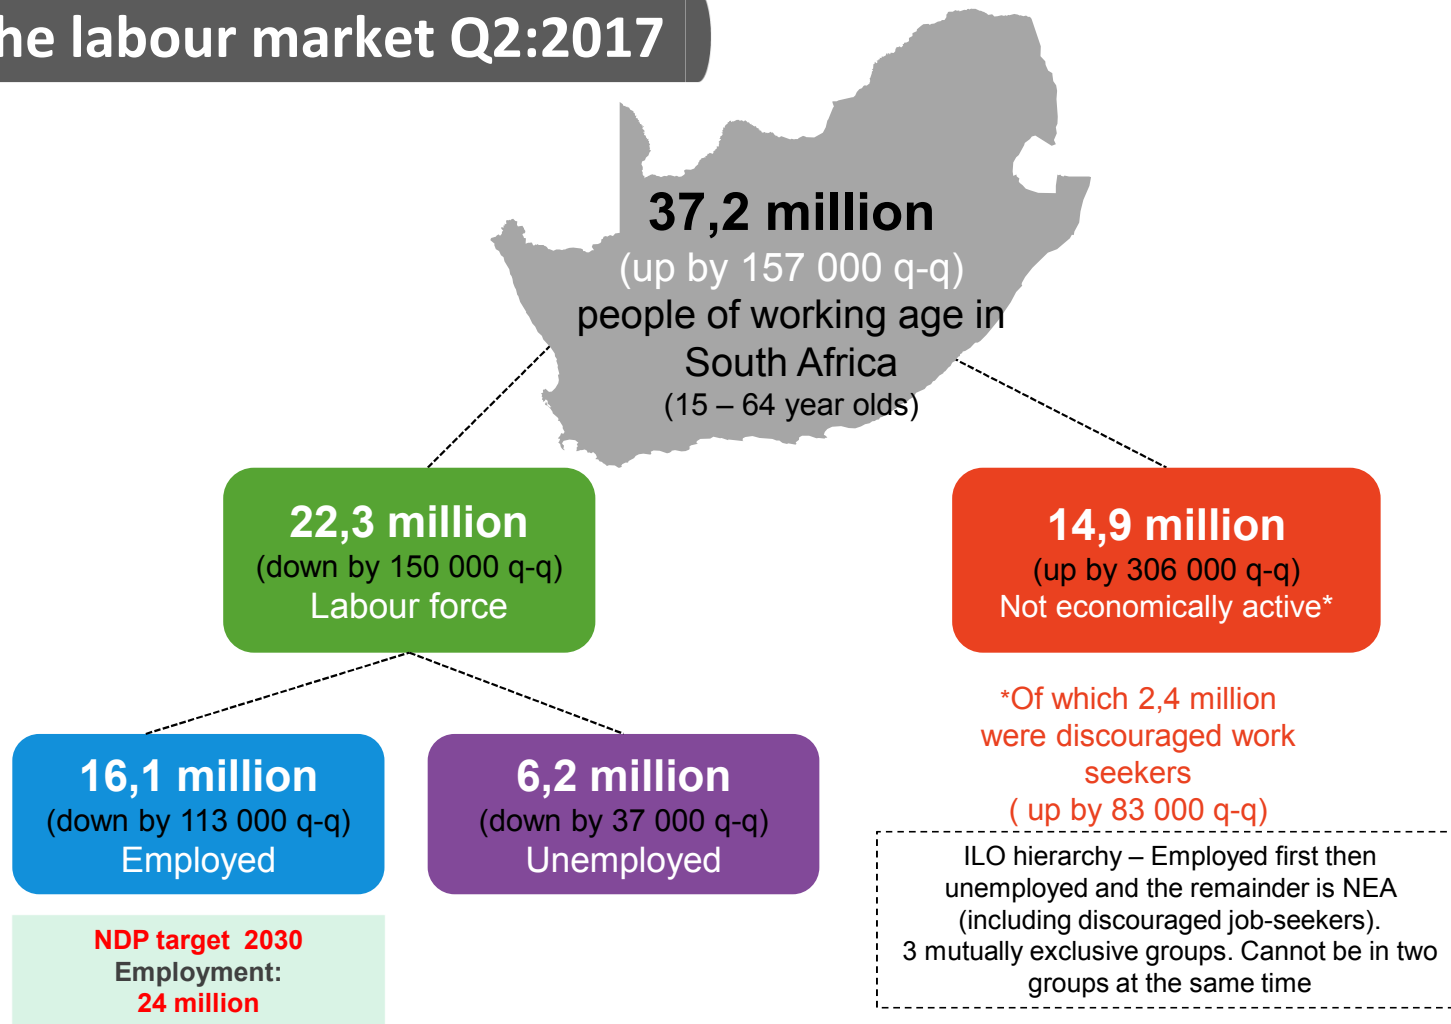 he labour market Q2:2017
37,2 million
(up by 157 000 q-q)
people of working age in
South Africa
(15 – 64 year olds)
22,3 million
(down by 150 000 q-q)
Labour force
14,9 million
(up by 306 000 q-q)
Not economically active*
*Of which 2,4 million
were discouraged work
seekers
( up by 83 000 q-q)
16,1 million
(down by 113 000 q-q)
Employed
6,2 million
(down by 37 000 q-q)
Unemployed
NDP target 2030
Employment:
24 million
ILO hierarchy – Employed first then
unemployed and the remainder is NEA
(including discouraged job-seekers).
3 mutually exclusive groups. Cannot be in two
groups at the same time